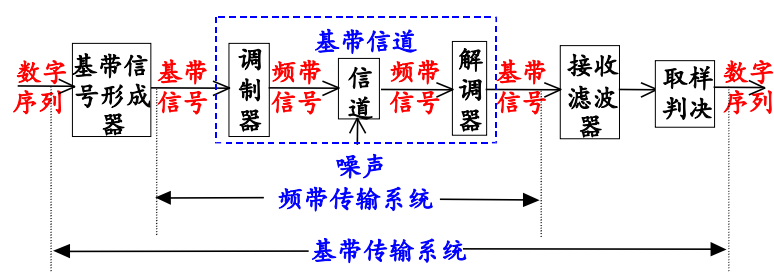 基带信道
数字
序列
基带信
号形成
器
基带
信号
调
制
器
频带
信号
信
道
频带
信号
解
调
器
基带
信号
接收
滤波
器
取样
判决
数字
序列
噪声
频带传输系统
基带传输系统